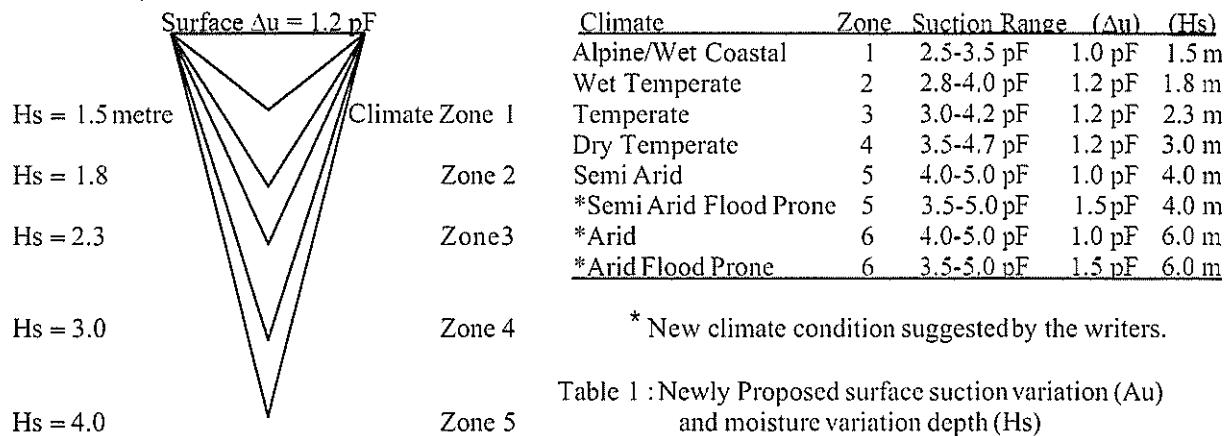 Surface Δu = 1.2 pF
Hs = 1.5 metre Climate Zone 1
Hs = 1.8 Zone 2
Hs = 2.3 Zone3
Hs = 3.0 Zone 4
Hs = 4.0 Zone 5
Climate Zone Suction Range (Δu) (Hs)
Alpine/Wet Coastal 1 2.5-3.5 pF 1.0 pF 1.5 m
Wet Temperate 2 2.8-4.0 pF 1.2 pF 1.8 m
Temperate 3 3.0-4.2 pF 1.2 pF 2.3 m
Dry Temperate 4 3.5-4.7 pF 1.2 pF 3.0 m
Semi Arid 5 4.0-5.0 pF 1.0 pF 4.0 m
*Semi Arid Flood Prone 5 3.5-5.0 pF 1.5pF 4.0 m
*Arid 6 4.0-5.0 pF 1.0 pF 6.0 m
*Arid Flood Prone 6 3.5-5.0 pF 1.5 pF 6.0 m
* New climate condition suggested by the writers.
Table 1 : Newly Proposed surface suction variation (Au)
and moisture variation depth (Hs)